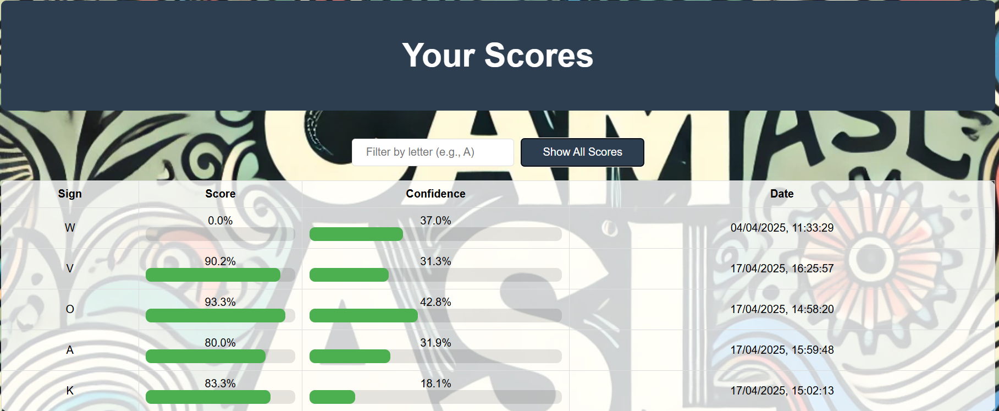 Your Scores
CAM ASL
Filter by letter (e.g., A) Show All Scores
Sign Score Confidence Date
W 0.0% 37.0% 04/04/2025, 11:33:29
V 90.2% 31.3% 17/04/2025, 16:25:57
O 93.3% 42.8% 17/04/2025, 14:58:20
A 80.0% 31.9% 17/04/2025, 15:59:48
K 83.3% 18.1% 17/04/2025, 15:02:13
ASL